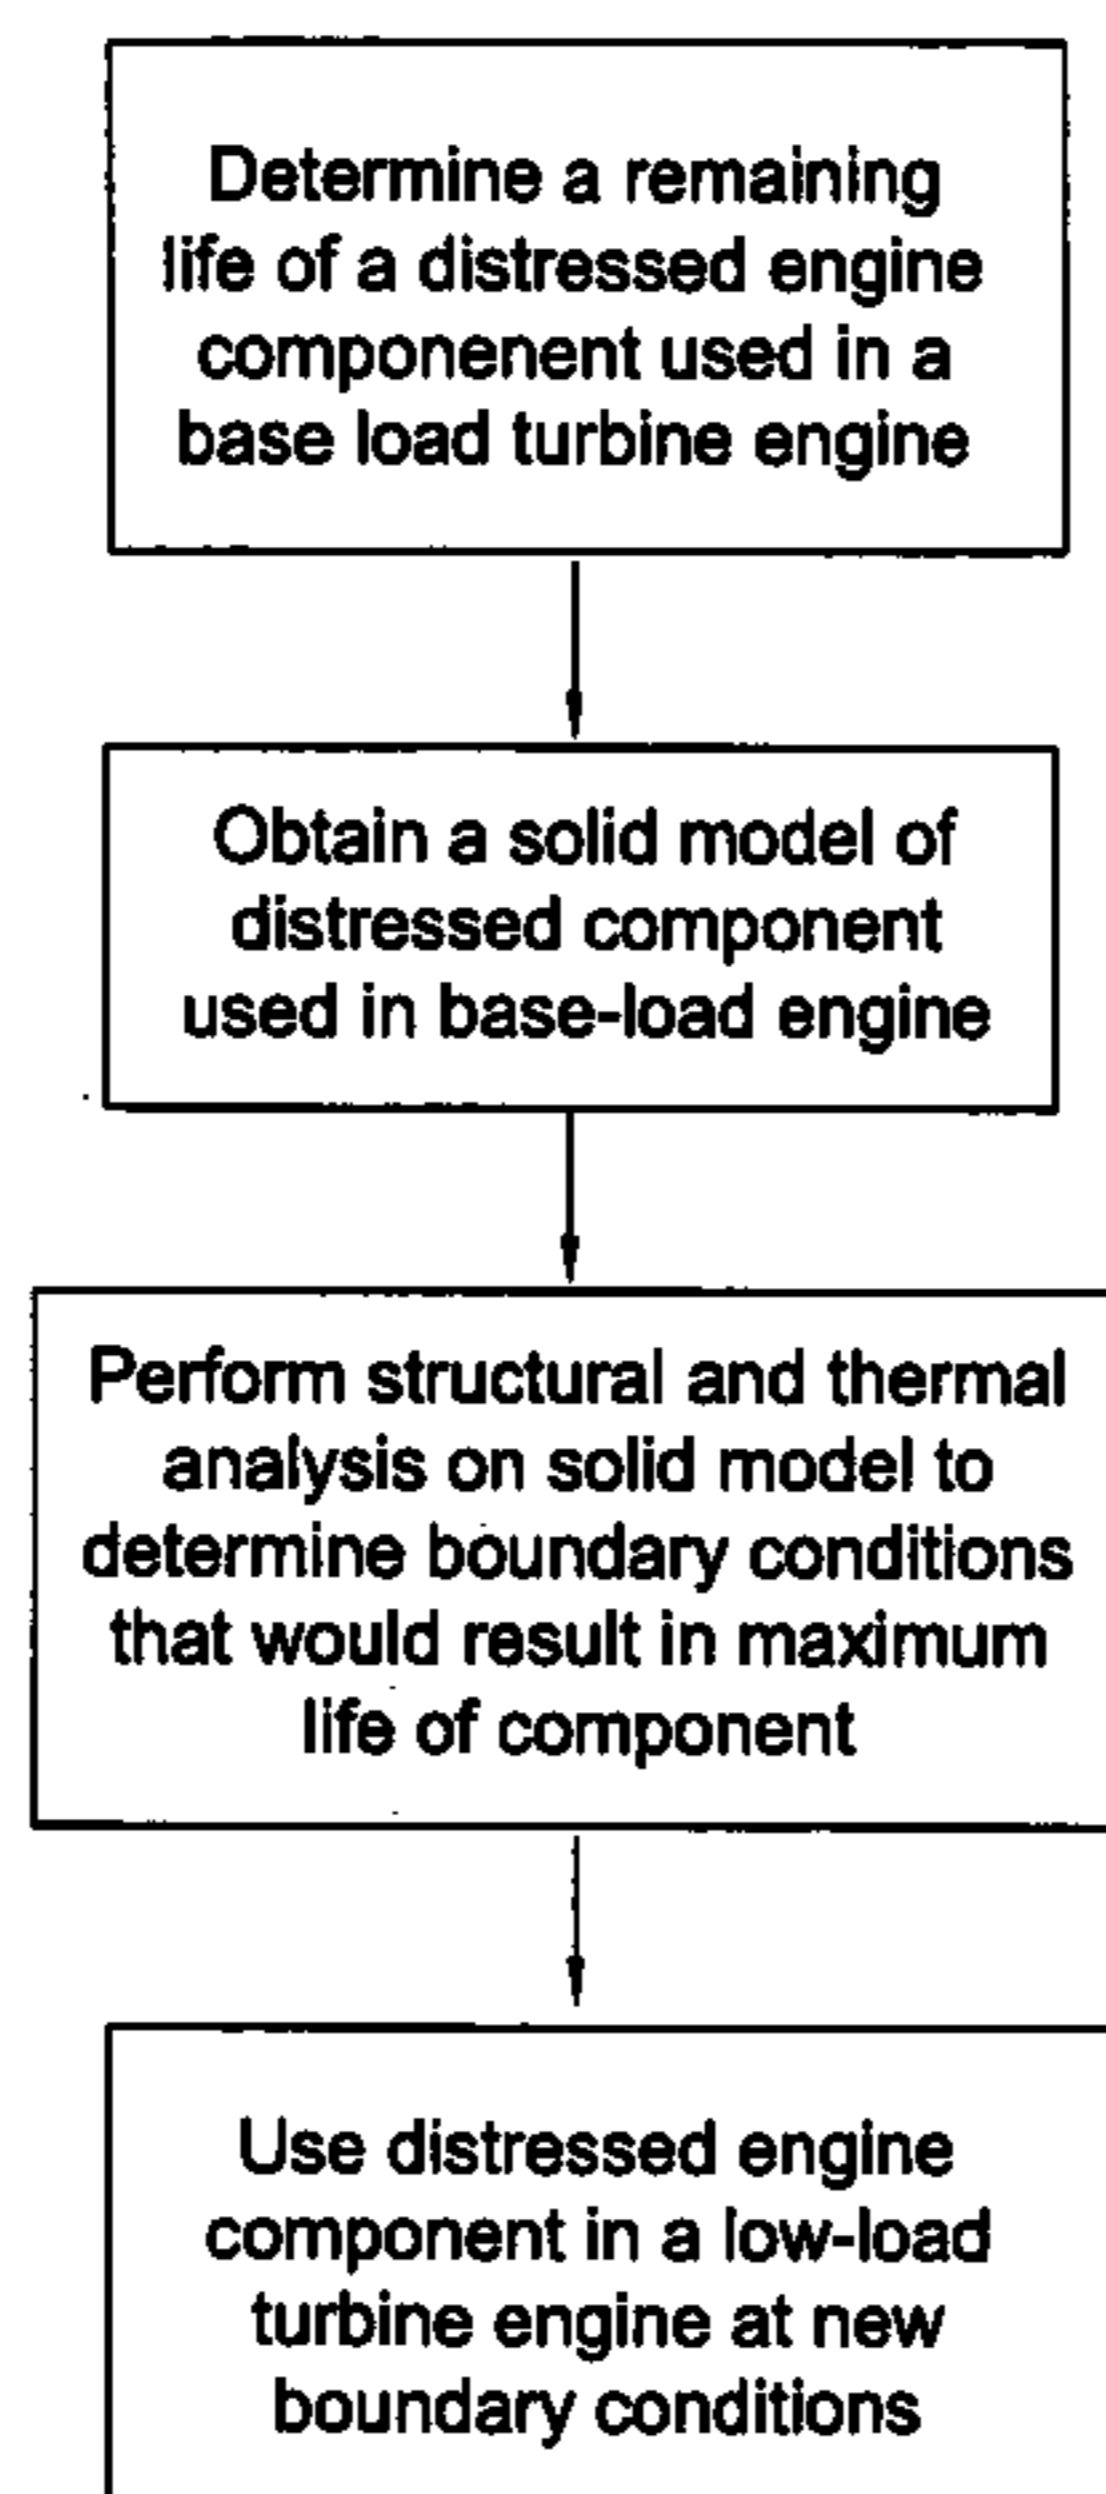 Determine a remaining
life of a distressed engine
componenent used in a
base load turbine engine
Obtain a solid model of
distressed component
used in base-load engine
Perform structural and thermal
analysis on solid model to
determine boundary conditions
that would result in maximum
life of component
Use distressed engine
component in a low-load
turbine engine at new
boundary conditions